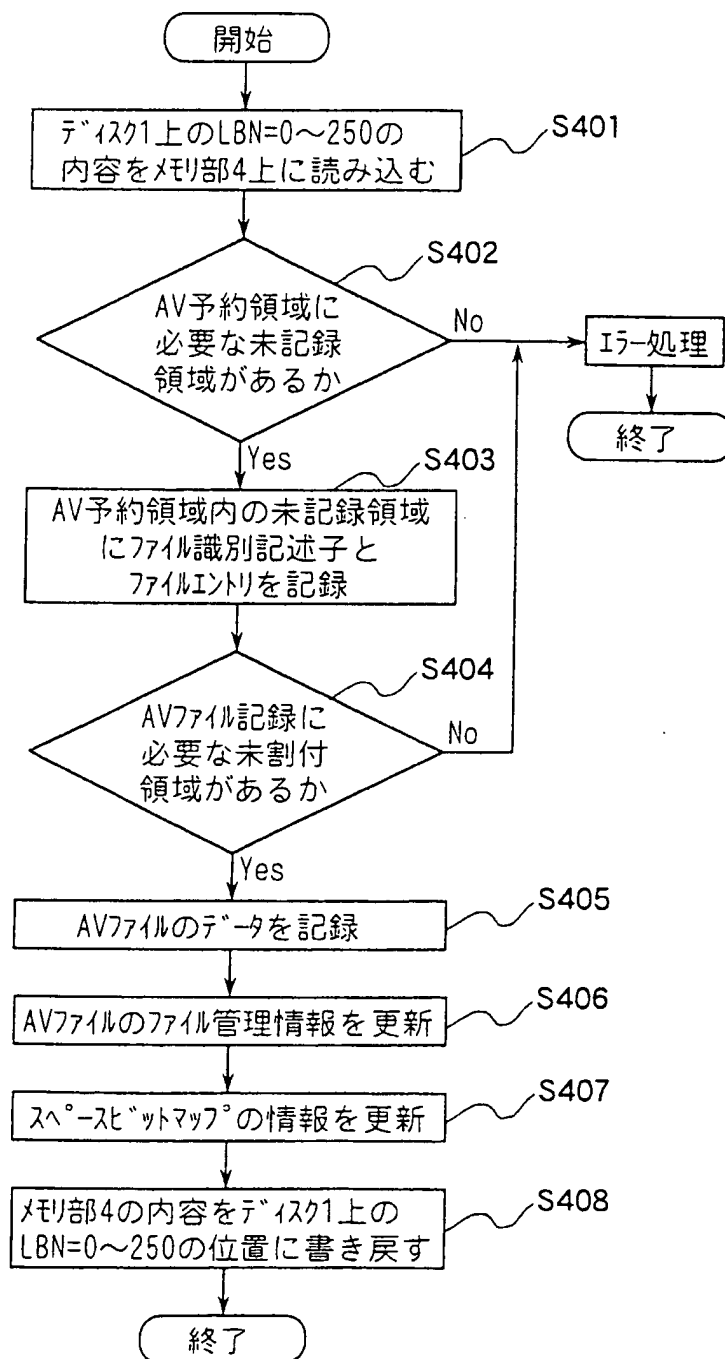 開始
ディスク1上のLBN=0～250の
内容をメモリ部4上に読み込む
S401
S402
AV予約領域に
必要な未記録
領域があるか
No
エラー処理
終了
Yes
S403
AV予約領域内の未記録領域
にファイル識別記述子と
ファイルエントリを記録
S404
AVファイル記録に
必要な未割付
領域があるか
No
Yes
S405
AVファイルのデータを記録
S406
AVファイルのファイル管理情報を更新
S407
スペースビットマップの情報を更新
S408
メモリ部4の内容をディスク1上の
LBN=0～250の位置に書き戻す
終了